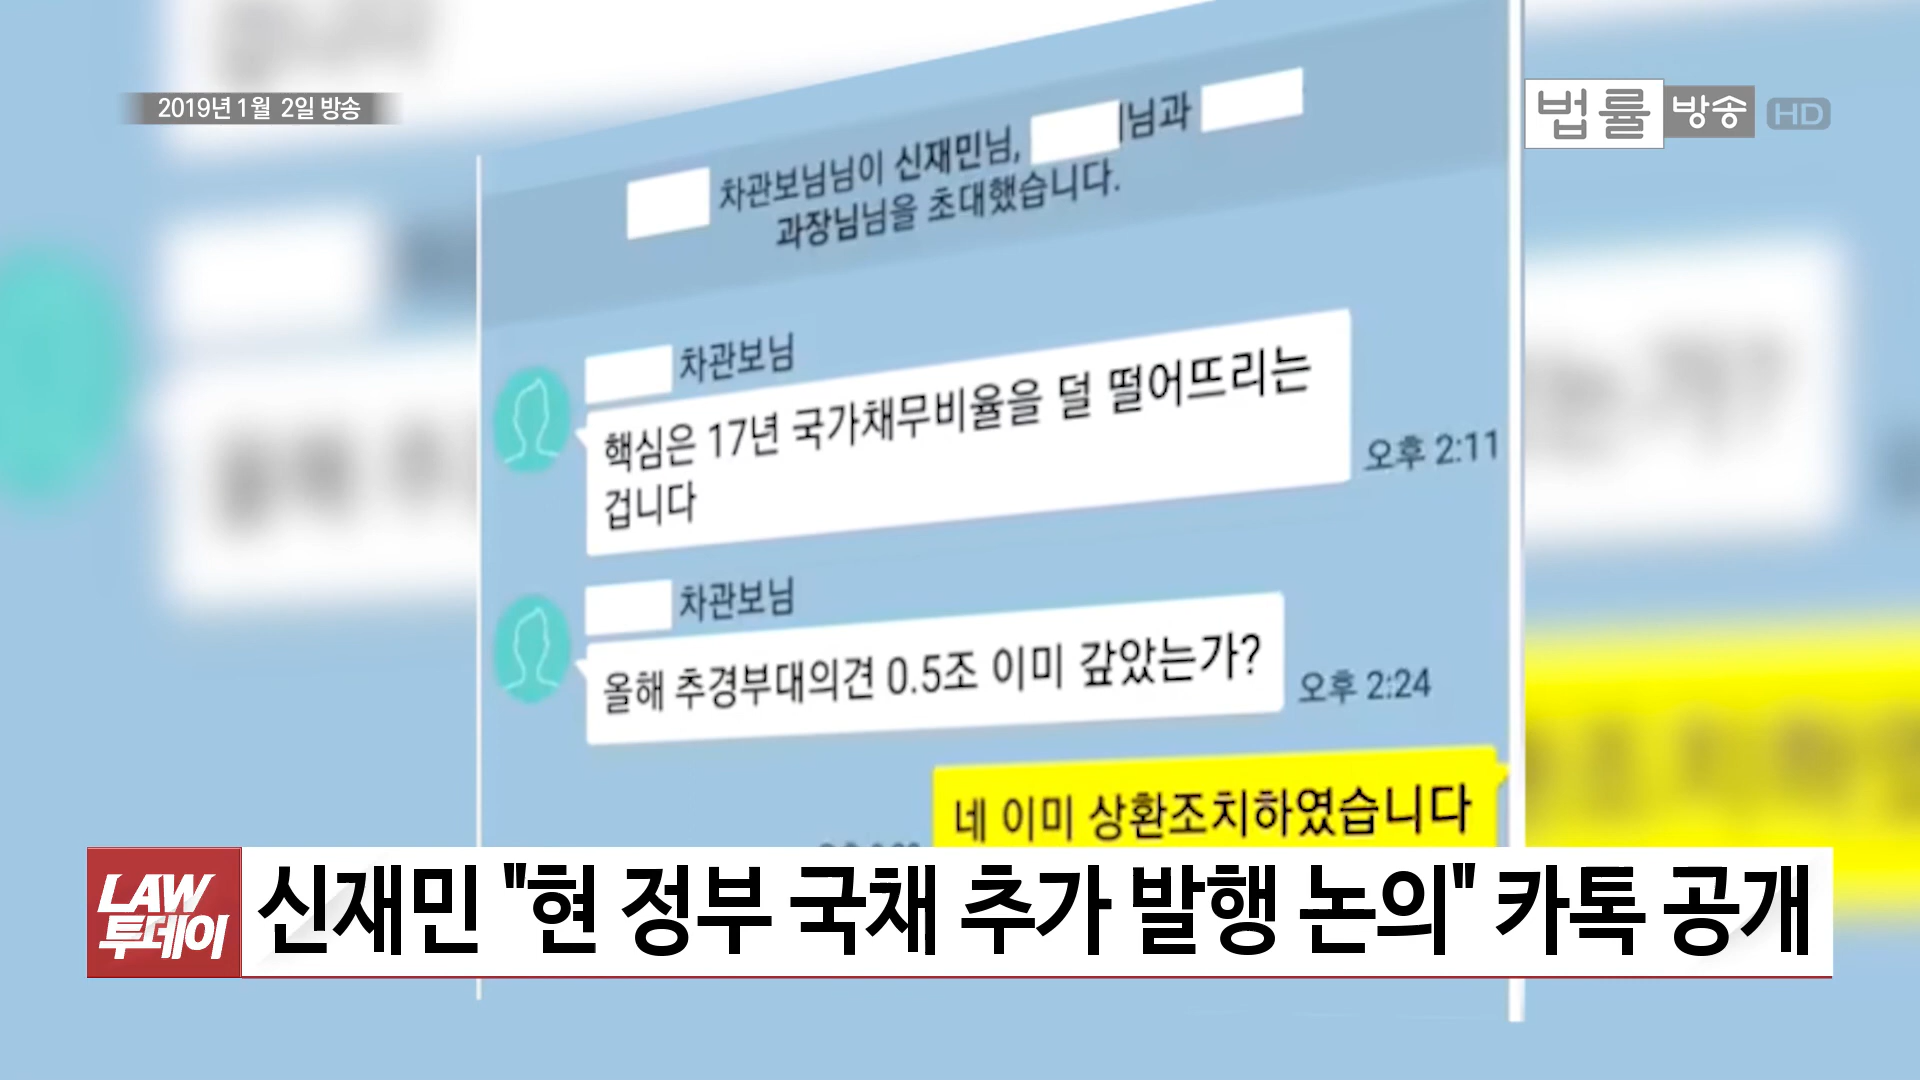 2019년 1월 2일 방송
법률방송 HD
차관보님님이 신재민님, 님과
과장님님을 초대했습니다.
차관보님
핵심은 17년 국가채무비율을 덜 떨어뜨리는
겁니다
오후 2:11
차관보님
올해 추경부대의견 0.5조 이미 갚았는가?
오후 2:24
네 이미 상환조치하였습니다
LAW
투데이
신재민 "현 정부 국채 추가 발행 논의" 카톡 공개